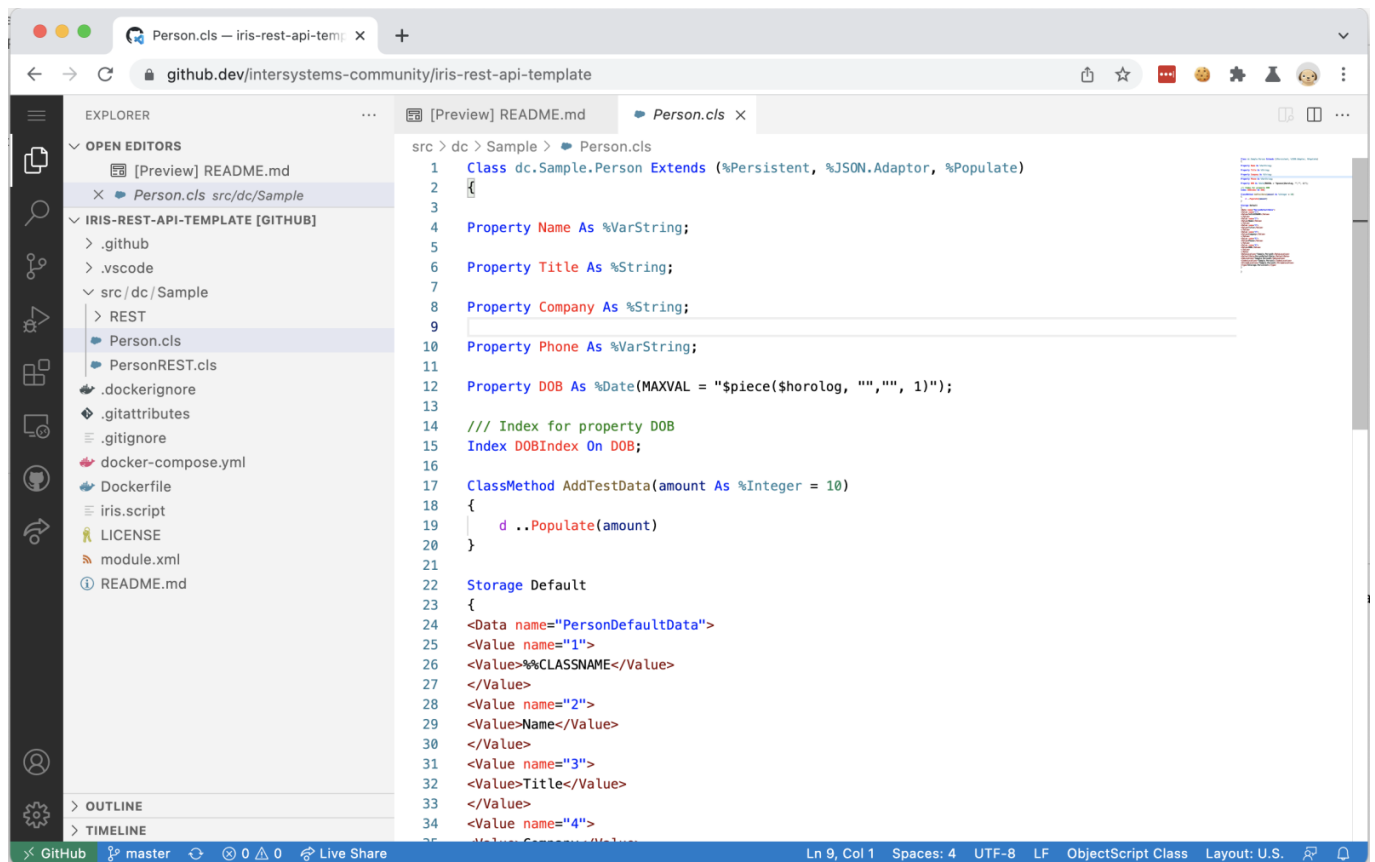 Person.cls — iris-rest-api-temp
github.dev/intersystems-community/iris-rest-api-template
EXPLORER
OPEN EDITORS
[Preview] README.md
Person.cls src/dc/Sample
IRIS-REST-API-TEMPLATE [GITHUB]
.github
.vscode
src/dc/Sample
REST
Person.cls
PersonREST.cls
.dockerignore
.gitattributes
.gitignore
docker-compose.yml
Dockerfile
iris.script
LICENSE
module.xml
README.md
OUTLINE
TIMELINE
[Preview] README.md
Person.cls
src > dc > Sample > Person.cls
1 Class dc.Sample.Person Extends (%Persistent, %JSON.Adaptor, %Populate)
2 {
3
4 Property Name As %VarString;
5
6 Property Title As %String;
7
8 Property Company As %String;
9
10 Property Phone As %VarString;
11
12 Property DOB As %Date(MAXVAL = "$piece($horolog, "","", 1)");
13
14 /// Index for property DOB
15 Index DOBIndex On DOB;
16
17 ClassMethod AddTestData(amount As %Integer = 10)
18 {
19 d ..Populate(amount)
20 }
21
22 Storage Default
23 {
24 <Data name="PersonDefaultData">
25 <Value name="1">
26 <Value>%%CLASSNAME</Value>
27 </Value>
28 <Value name="2">
29 <Value>Name</Value>
30 </Value>
31 <Value name="3">
32 <Value>Title</Value>
33 </Value>
34 <Value name="4">
GitHub master 0 0 Live Share
Ln 9, Col 1 Spaces: 4 UTF-8 LF ObjectScript Class Layout: U.S.